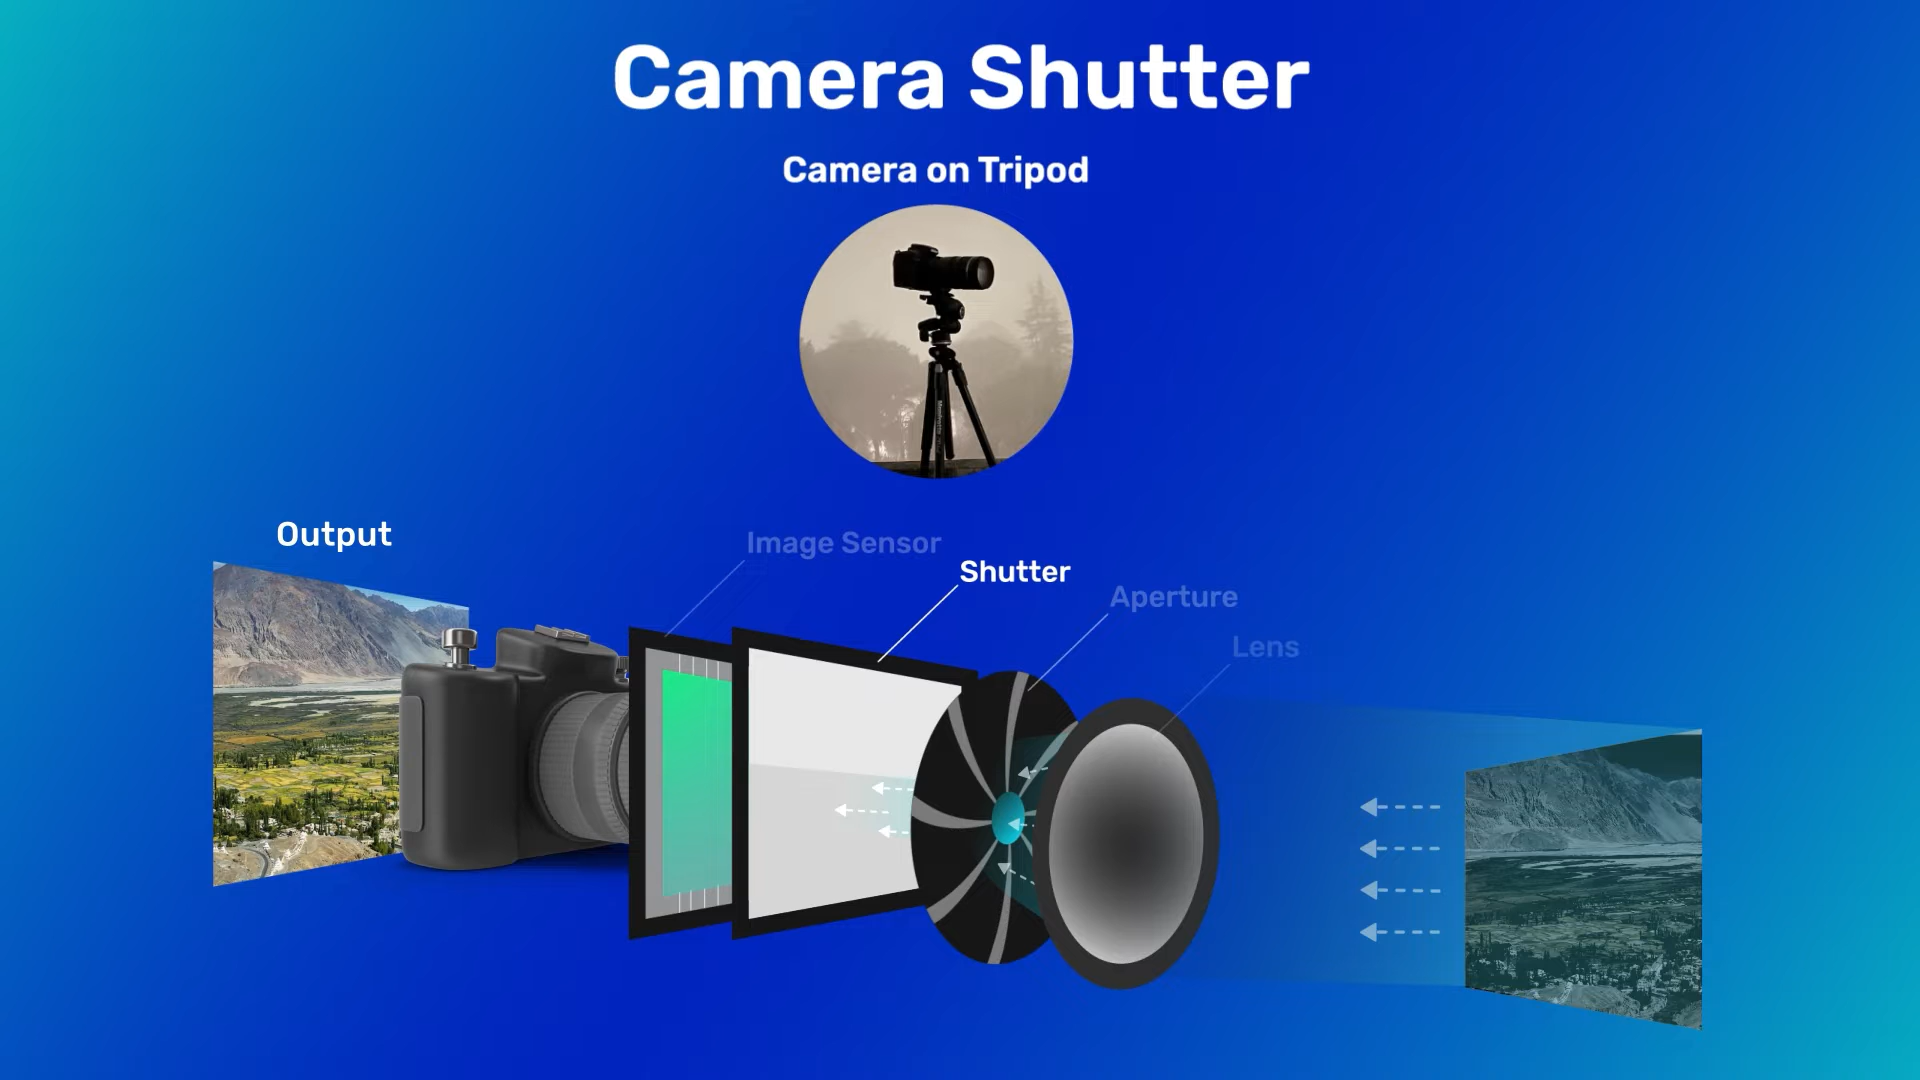 Camera Shutter
Camera on Tripod
Output
Image Sensor
Shutter
Aperture
Lens